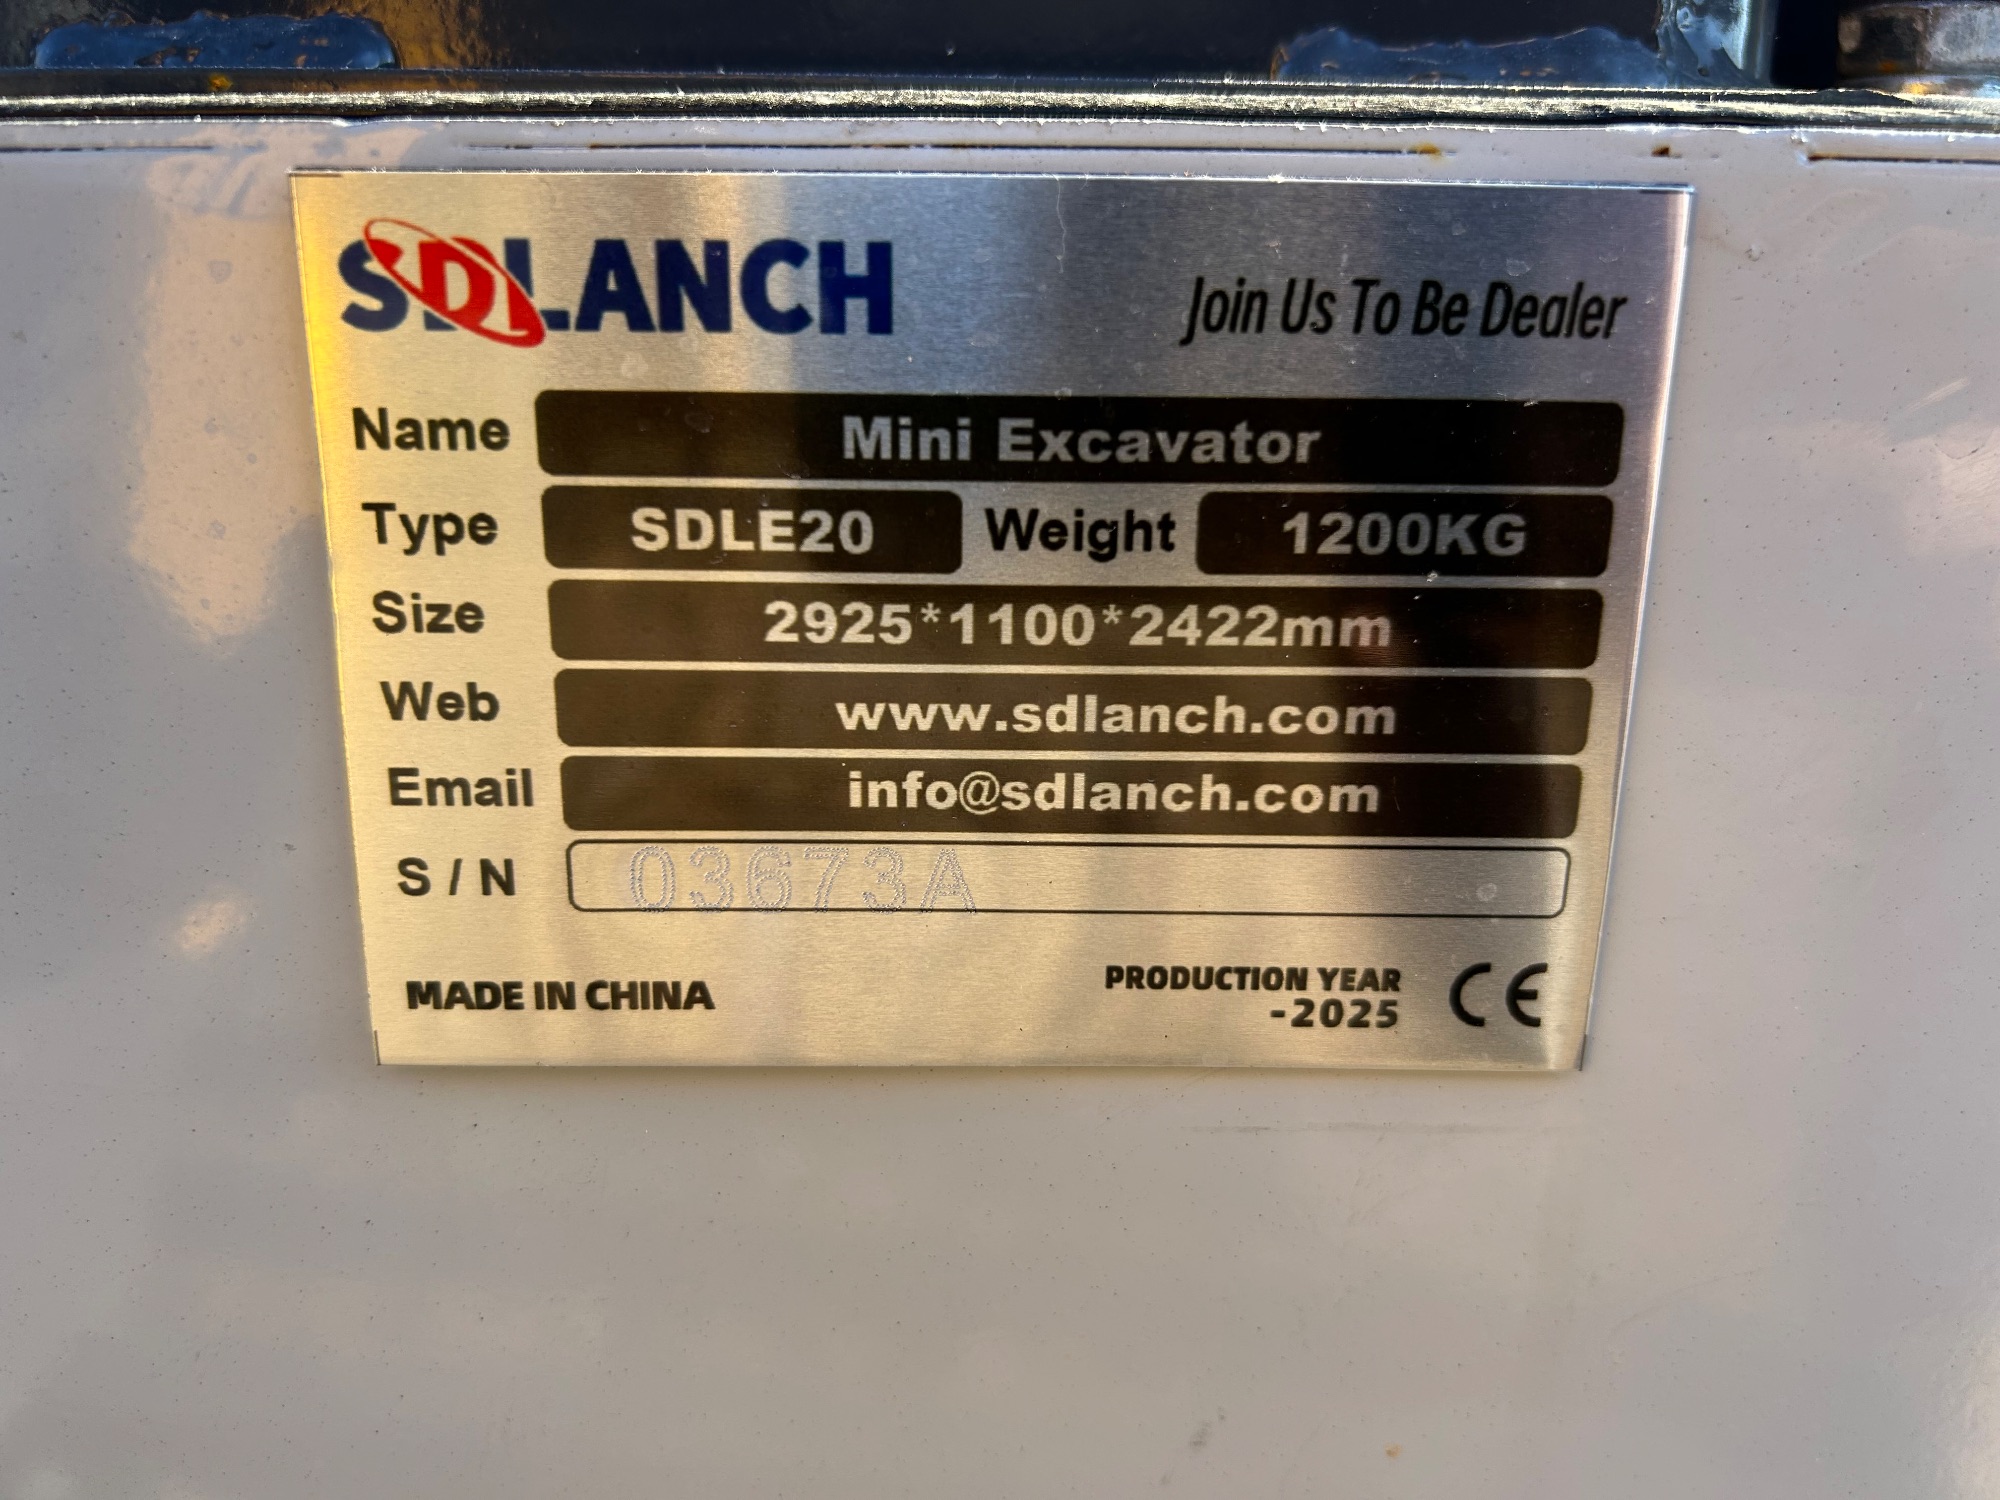 SDLANCH
Join Us To Be Dealer
Name Mini Excavator
Type SDLE20 Weight 1200KG
Size 2925*1100*2422mm
Web www.sdlanch.com
Email info@sdlanch.com
S / N 03673A
MADE IN CHINA
PRODUCTION YEAR
-2025
CE